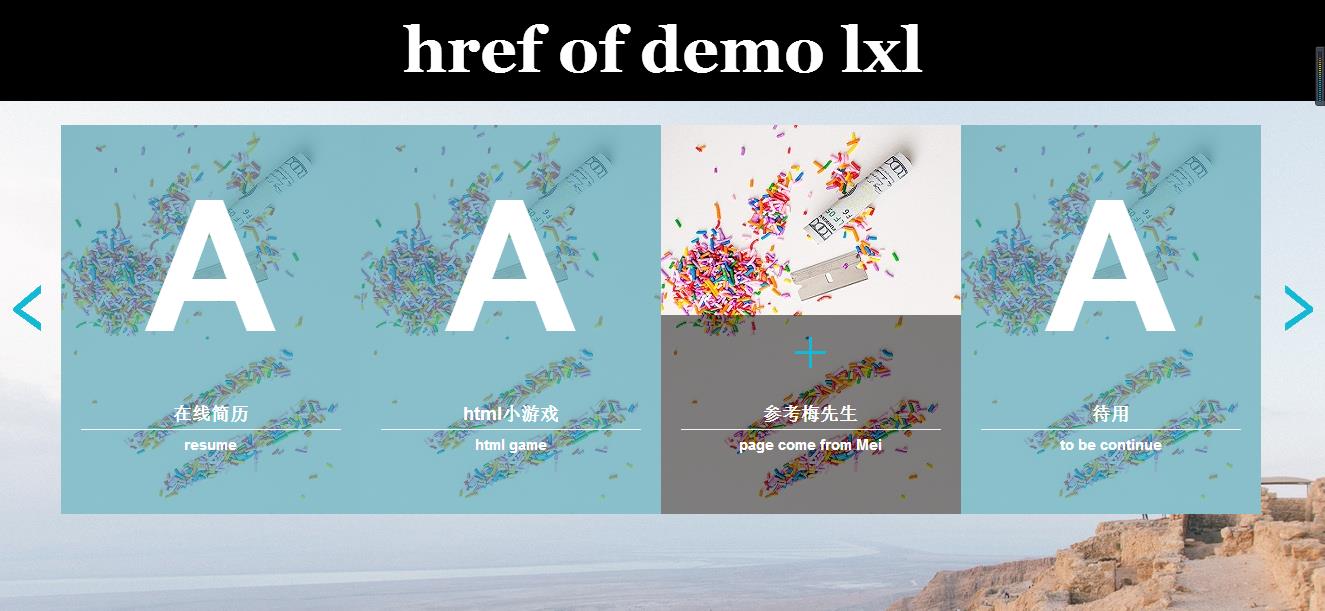 href of demo lxl
A
在线简历
resume
A
html小游戏
html game
参考梅先生
page come from Mei
A
待用
to be continue